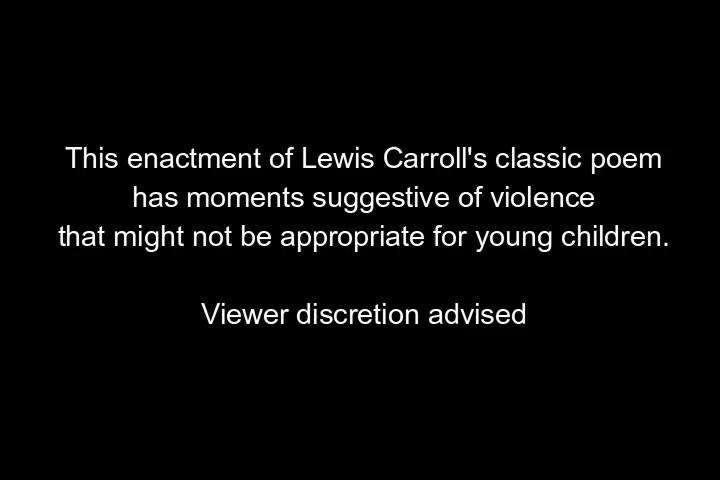 This enactment of Lewis Carroll's classic poem
has moments suggestive of violence
that might not be appropriate for young children.
Viewer discretion advised